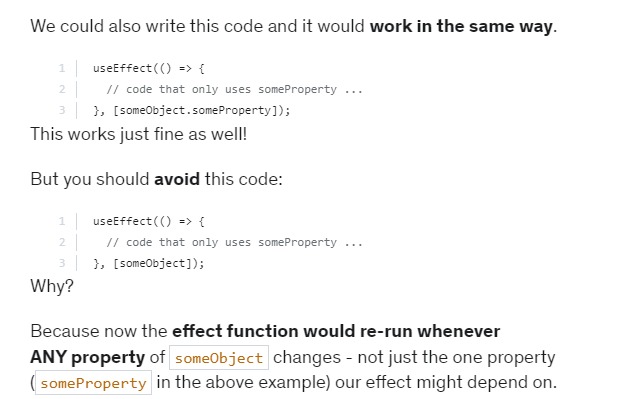 We could also write this code and it would work in the same way.
1 useEffect(() => {
2   // code that only uses someProperty ...
3 }, [someObject.someProperty]);
This works just fine as well!
But you should avoid this code:
1 useEffect(() => {
2   // code that only uses someProperty ...
3 }, [someObject]);
Why?
Because now the effect function would re-run whenever
ANY property of someObject changes - not just the one property
(someProperty in the above example) our effect might depend on.